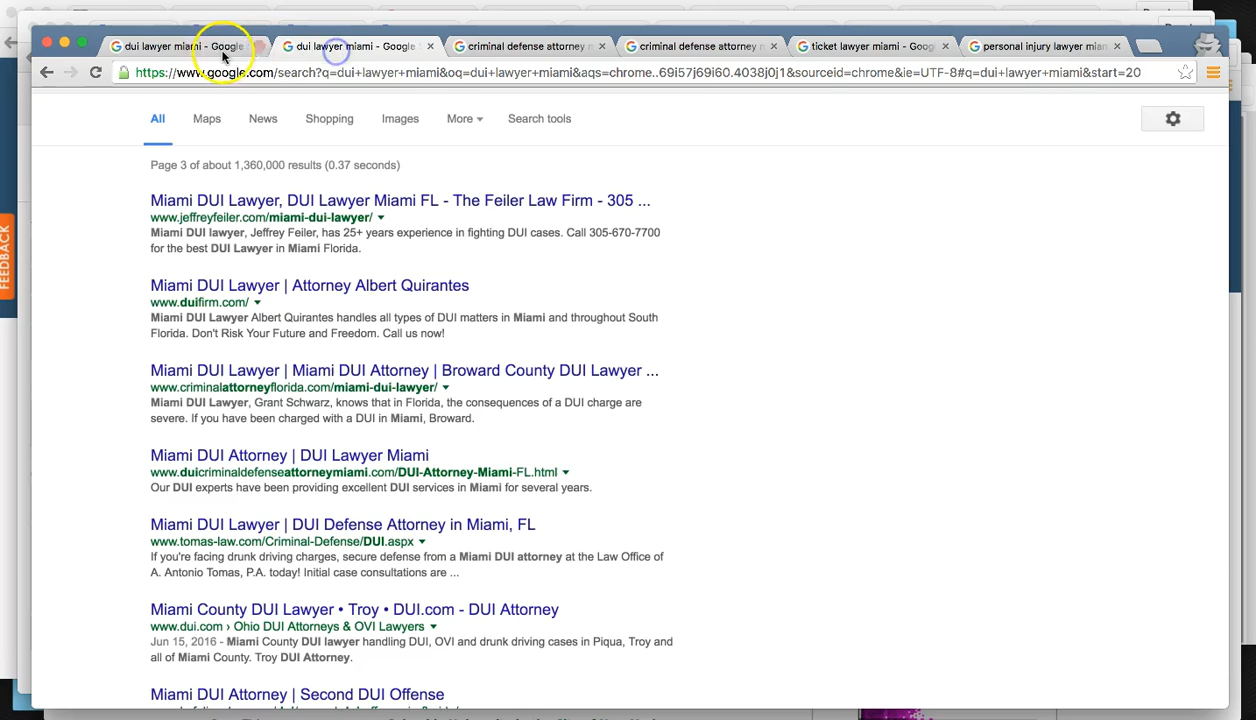 dui lawyer miami - Google
dui lawyer miami - Google
criminal defense attorney m
criminal defense attorney m
ticket lawyer miami - Goog
personal injury lawyer miam
https://www.google.com/search?q=dui+lawyer+miami&oq=dui+lawyer+miami&aqs=chrome..69i57j69i60.4038j0j1&sourceid=chrome&ie=UTF-8#q=dui+lawyer+miami&start=20
All Maps News Shopping Images More Search tools
Page 3 of about 1,360,000 results (0.37 seconds)
Miami DUI Lawyer, DUI Lawyer Miami FL - The Feiler Law Firm - 305 ...
www.jeffreyfeiler.com/miami-dui-lawyer/
Miami DUI lawyer, Jeffrey Feiler, has 25+ years experience in fighting DUI cases. Call 305-670-7700
for the best DUI Lawyer in Miami Florida.
Miami DUI Lawyer | Attorney Albert Quirantes
www.duifirm.com/
Miami DUI Lawyer Albert Quirantes handles all types of DUI matters in Miami and throughout South
Florida. Don't Risk Your Future and Freedom. Call us now!
Miami DUI Lawyer | Miami DUI Attorney | Broward County DUI Lawyer ...
www.criminalattorneyflorida.com/miami-dui-lawyer/
Miami DUI Lawyer, Grant Schwarz, knows that in Florida, the consequences of a DUI charge are
severe. If you have been charged with a DUI in Miami, Broward.
Miami DUI Attorney | DUI Lawyer Miami
www.duicriminaldefenseattorneymiami.com/DUI-Attorney-Miami-FL.html
Our DUI experts have been providing excellent DUI services in Miami for several years.
Miami DUI Lawyer | DUI Defense Attorney in Miami, FL
www.tomas-law.com/Criminal-Defense/DUI.aspx
If you're facing drunk driving charges, secure defense from a Miami DUI attorney at the Law Office of
A. Antonio Tomas, P.A. today! Initial case consultations are ...
Miami County DUI Lawyer • Troy • DUI.com - DUI Attorney
www.dui.com › Ohio DUI Attorneys & OVI Lawyers
Jun 15, 2016 - Miami County DUI lawyer handling DUI, OVI and drunk driving cases in Piqua, Troy and
all of Miami County. Troy DUI Attorney.
Miami DUI Attorney | Second DUI Offense
FEEDBACK